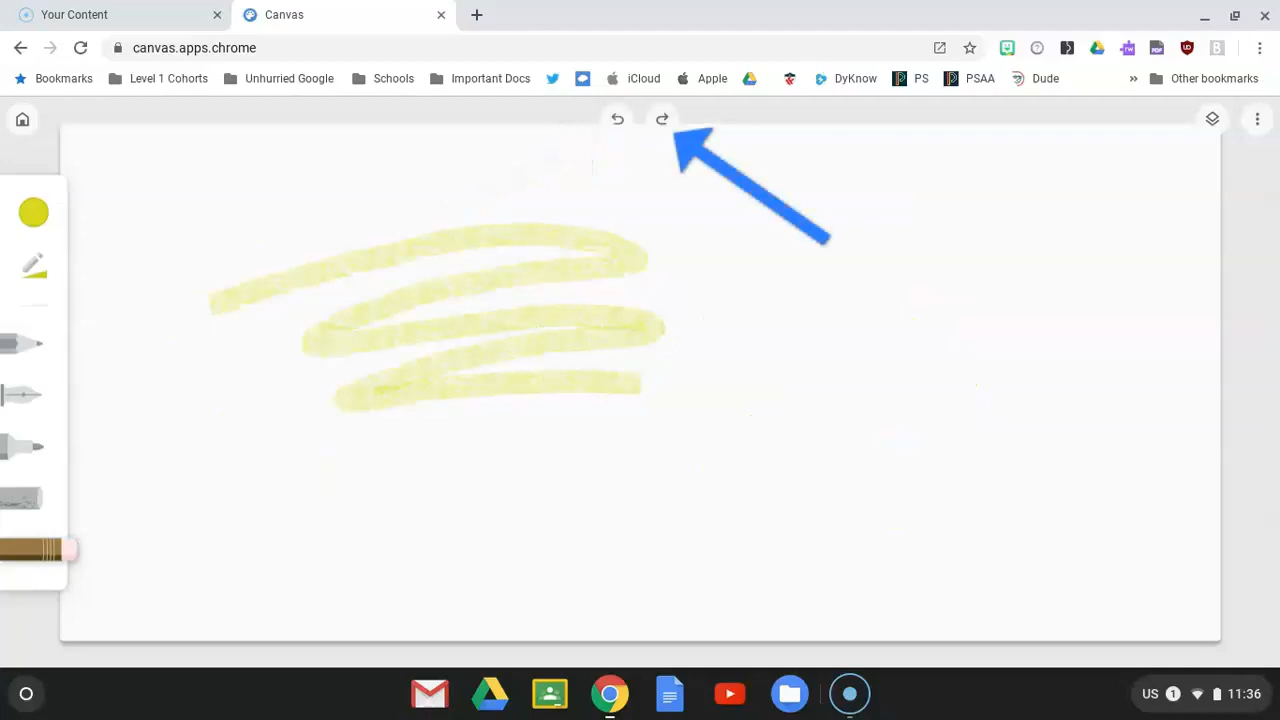 Your Content
Canvas
canvas.apps.chrome
Bookmarks
Level 1 Cohorts
Unhurried Google
Schools
Important Docs
iCloud
Apple
DyKnow
PS
PSAA
Dude
»
Other bookmarks
US 1 11:36